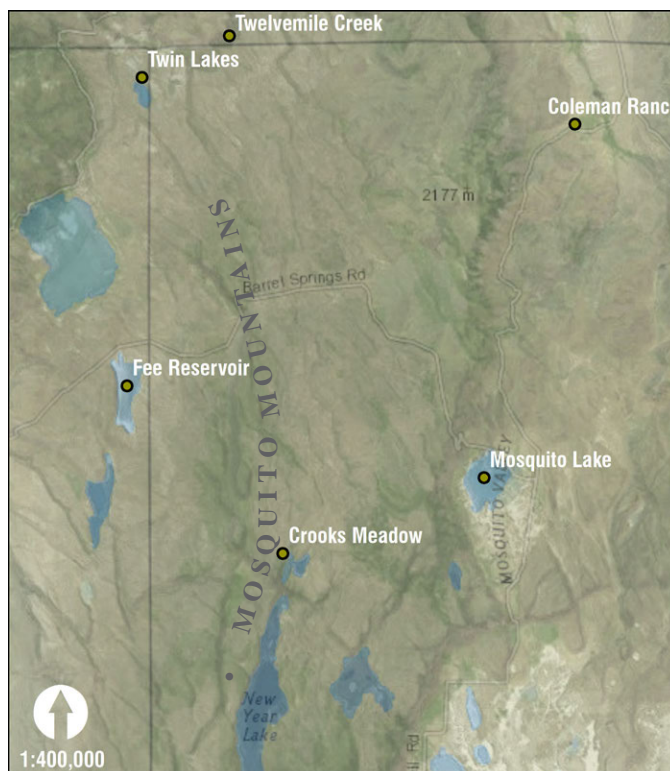 Twelvemile Creek
Twin Lakes
Coleman Ranc
2177 m
MOSQUITO MOUNTAINS
Barrel Springs Rd
Fee Reservoir
Mosquito Lake
MOSQUITO VALLEY
Crooks Meadow
New
Year
Lake
il Rd
1:400,000